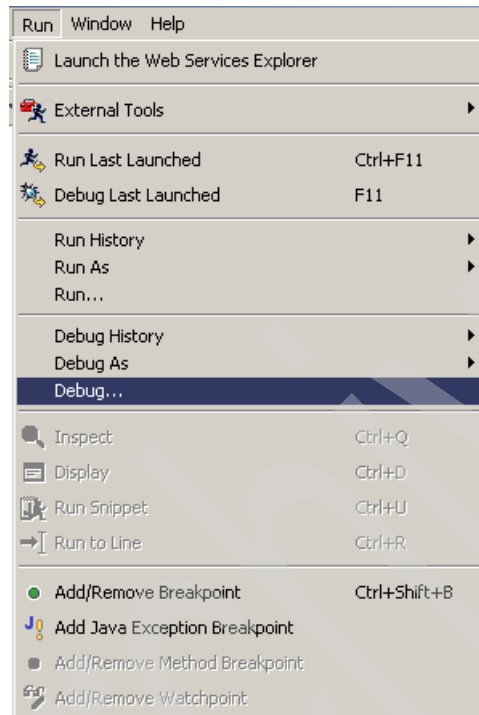 Run Window Help
Launch the Web Services Explorer
External Tools
Run Last Launched Ctrl+F11
Debug Last Launched F11
Run History
Run As
Run...
Debug History
Debug As
Debug...
Inspect Ctrl+Q
Display Ctrl+D
Run Snippet Ctrl+U
Run to Line Ctrl+R
Add/Remove Breakpoint Ctrl+Shift+B
Add Java Exception Breakpoint
Add/Remove Method Breakpoint
Add/Remove Watchpoint